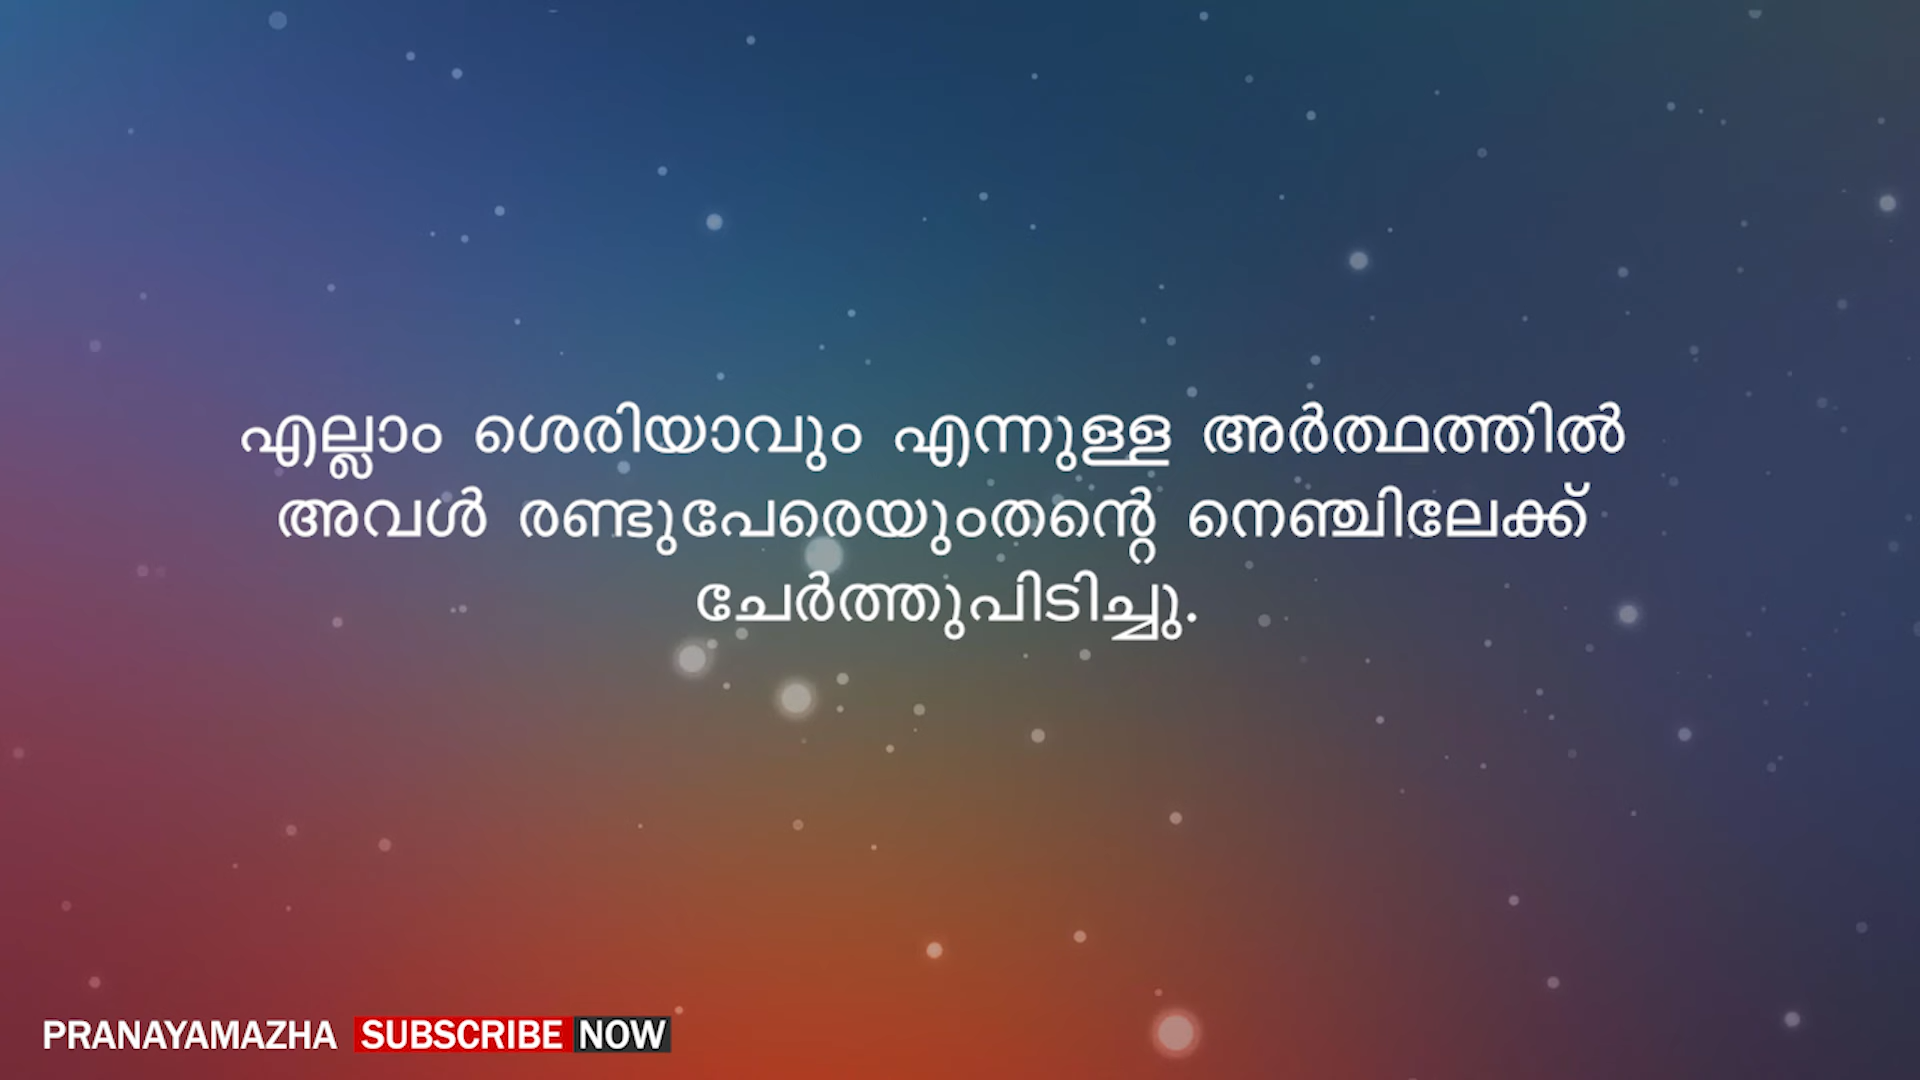 എല്ലാം ശെരിയാവും എന്നുള്ള അർത്ഥത്തിൽ
അവൾ രണ്ടുപേരെയുംതന്റെ നെഞ്ചിലേക്ക്
ചേർത്തുപിടിച്ചു.
PRANAYAMAZHA SUBSCRIBE NOW